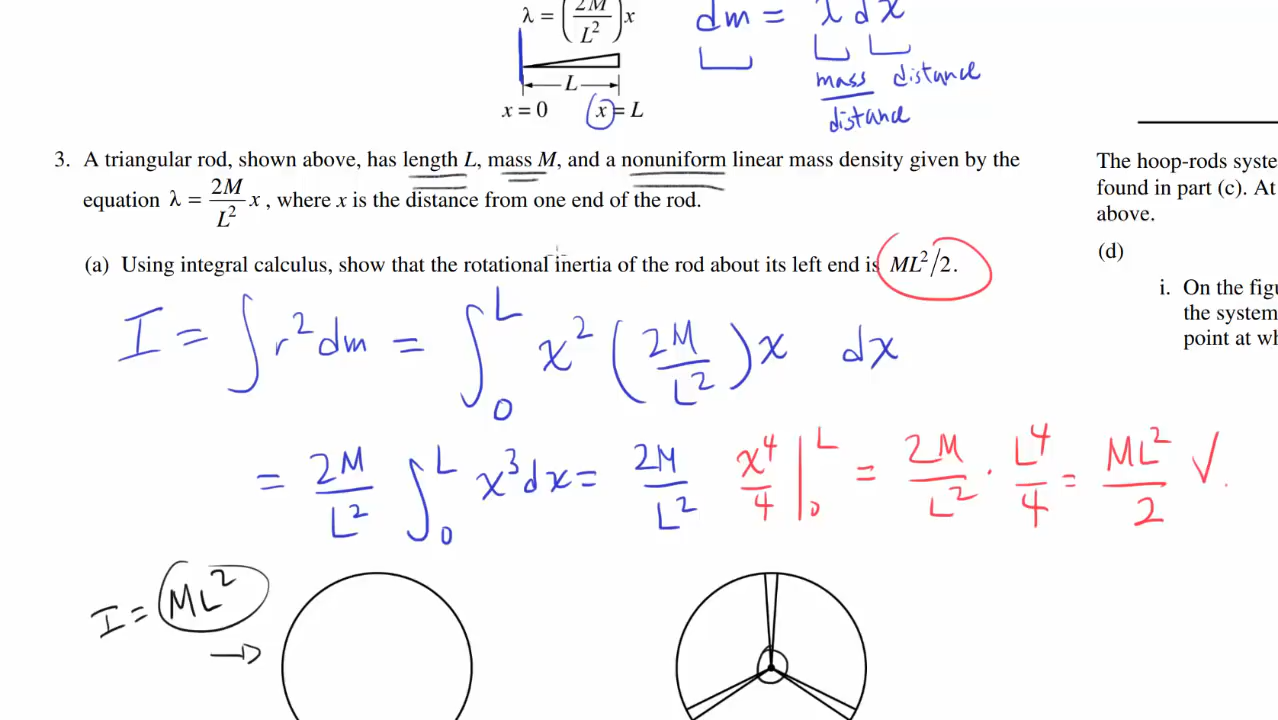 λ = (2M/L²)x
dm = λ dx
mass distance
distance
L
x = 0 x = L
3. A triangular rod, shown above, has length L, mass M, and a nonuniform linear mass density given by the
equation λ = 2M/L² x, where x is the distance from one end of the rod.
(a) Using integral calculus, show that the rotational inertia of the rod about its left end is ML²/2.
I = ∫ r² dm = ∫₀ᴸ x² (2M/L²) x dx
= 2M/L² ∫₀ᴸ x³ dx = 2M/L² x⁴/4 |₀ᴸ = 2M/L² · L⁴/4 = ML²/2 ✓.
I = ML²
→
The hoop-rods syste
found in part (c). At
above.
(d)
i. On the figu
the system
point at wh